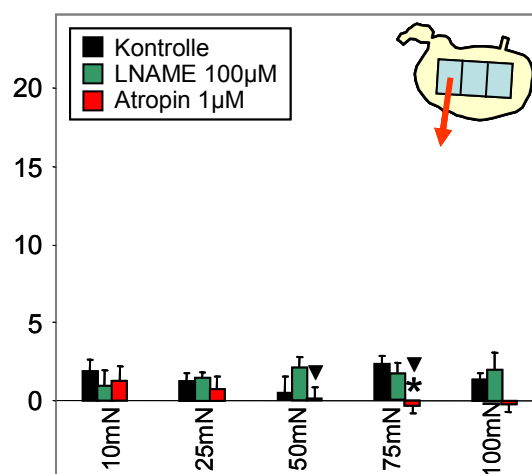 Kontrolle
LNAME 100µM
Atropin 1µM
20
15
10
5
0
*
10mN
25mN
50mN
75mN
100mN